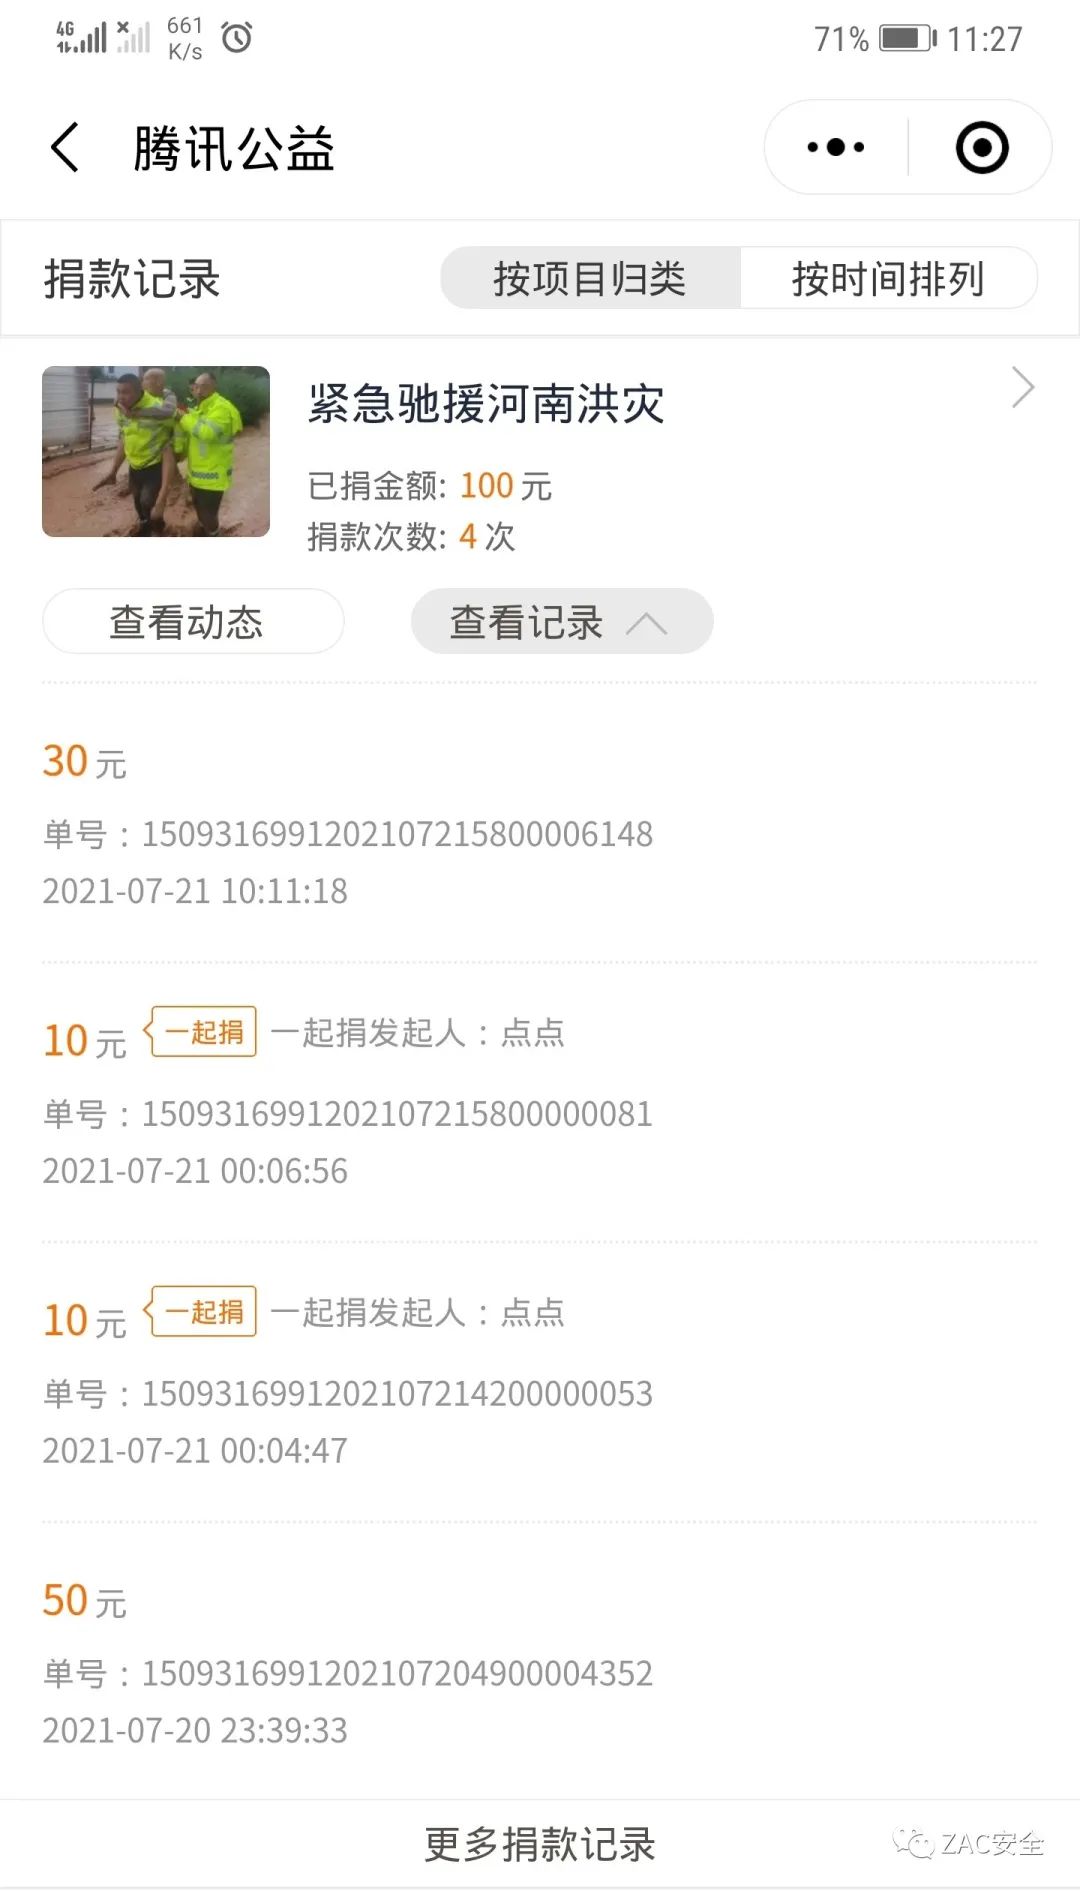 4G 661 K/s 71% 11:27
腾讯公益
捐款记录 按项目归类 按时间排列
紧急驰援河南洪灾
已捐金额: 100 元
捐款次数: 4 次
查看动态 查看记录
30 元
单号：1509316991202107215800006148
2021-07-21 10:11:18
10 元 一起捐 一起捐发起人：点点
单号：1509316991202107215800000081
2021-07-21 00:06:56
10 元 一起捐 一起捐发起人：点点
单号：1509316991202107214200000053
2021-07-21 00:04:47
50 元
单号：1509316991202107204900004352
2021-07-20 23:39:33
更多捐款记录
ZAC安全